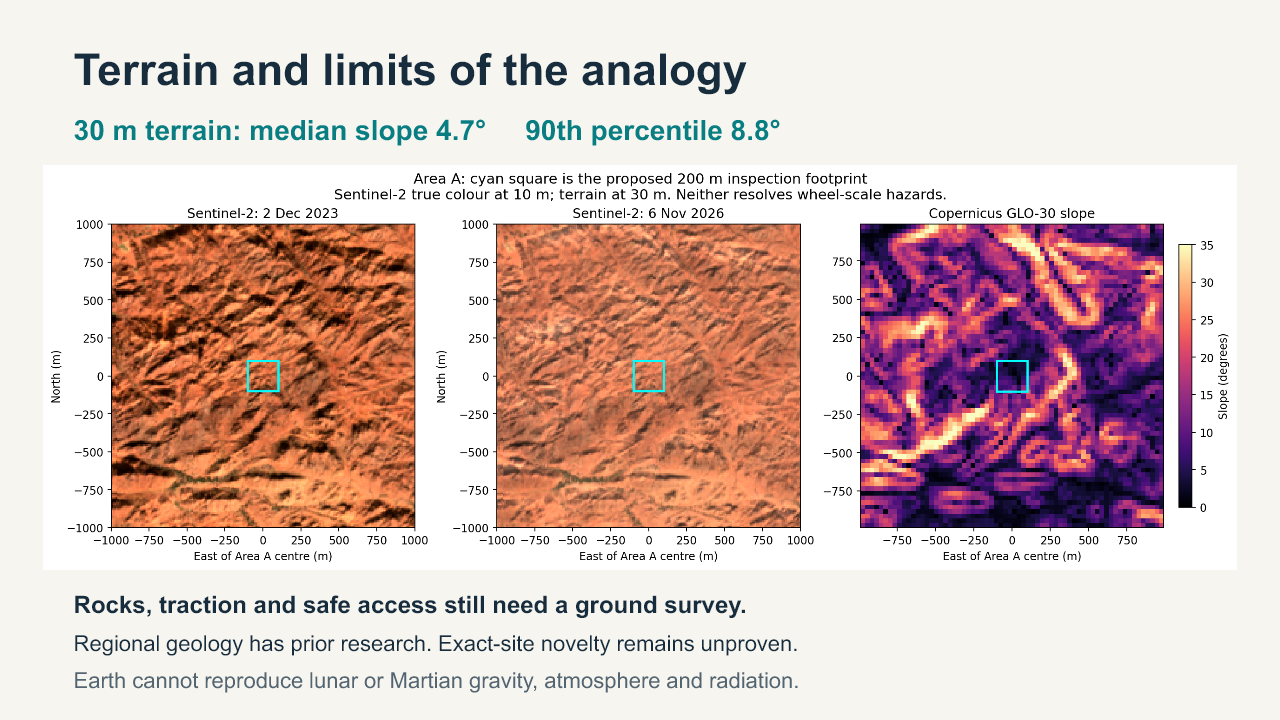 Terrain and limits of the analogy
30 m terrain: median slope 4.7° 90th percentile 8.8°
Area A: cyan square is the proposed 200 m inspection footprint
Sentinel-2 true colour at 10 m; terrain at 30 m. Neither resolves wheel-scale hazards.
Sentinel-2: 2 Dec 2023
1000
750
500
250
0
−250
−500
−750
−1000
North (m)
−1000 −750 −500 −250 0 250 500 750 1000
East of Area A centre (m)
Sentinel-2: 6 Nov 2026
1000
750
500
250
0
−250
−500
−750
−1000
North (m)
−1000 −750 −500 −250 0 250 500 750 1000
East of Area A centre (m)
Copernicus GLO-30 slope
750
500
250
0
−250
−500
−750
−750 −500 −250 0 250 500 750
East of Area A centre (m)
35
30
25
20
15
10
5
0
Slope (degrees)
Rocks, traction and safe access still need a ground survey.
Regional geology has prior research. Exact-site novelty remains unproven.
Earth cannot reproduce lunar or Martian gravity, atmosphere and radiation.